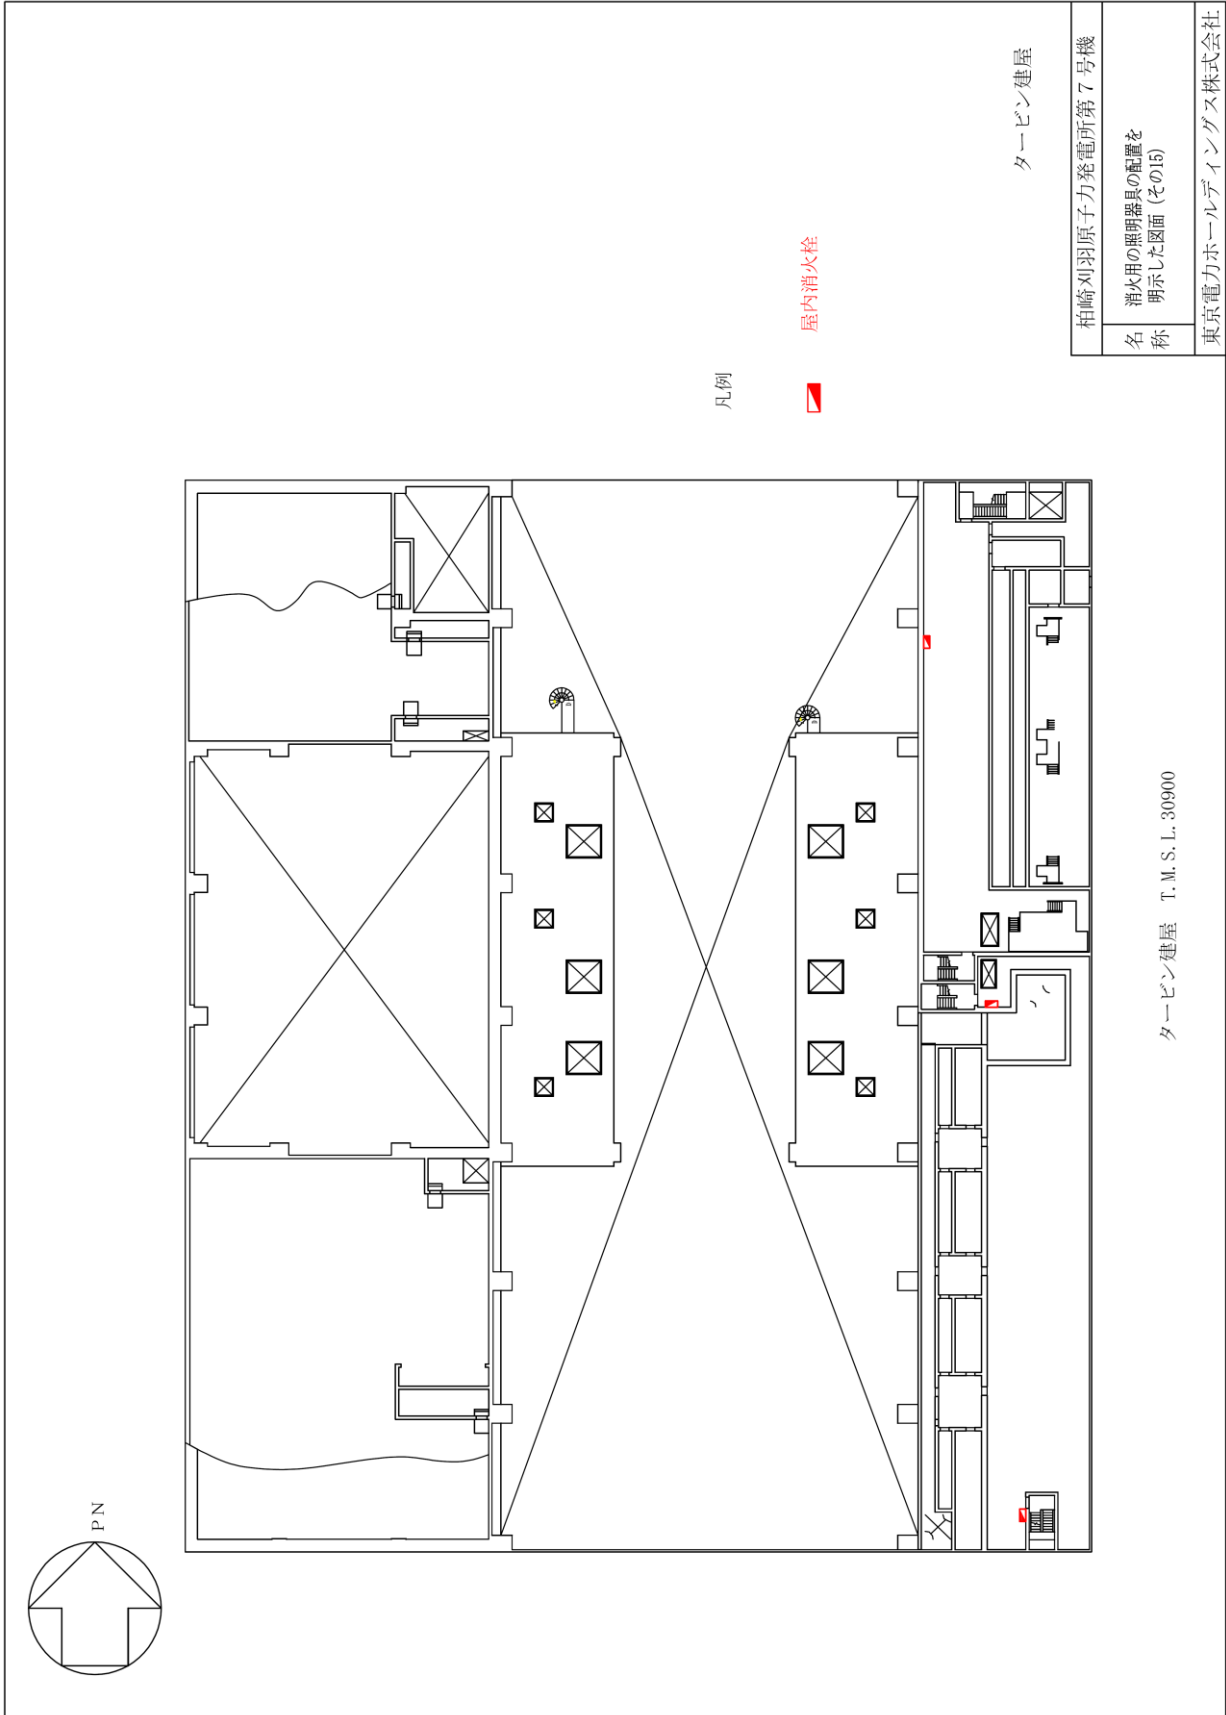 PN
タービン建屋 T.M.S.L.30900
凡例
屋内消火栓
タービン建屋
柏崎刈羽原子力発電所第7号機
名称
消火用の照明器具の配置を
明示した図面（その15）
東京電力ホールディングス株式会社